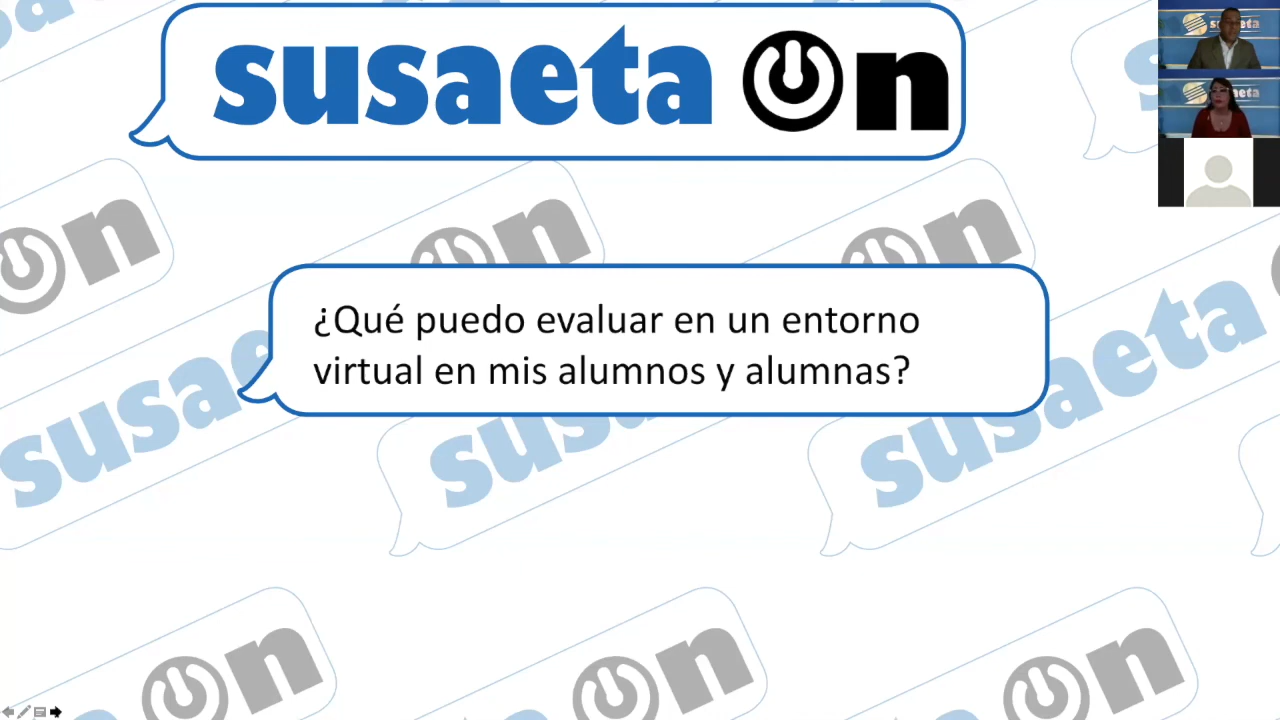 susaeta On
¿Qué puedo evaluar en un entorno
virtual en mis alumnos y alumnas?